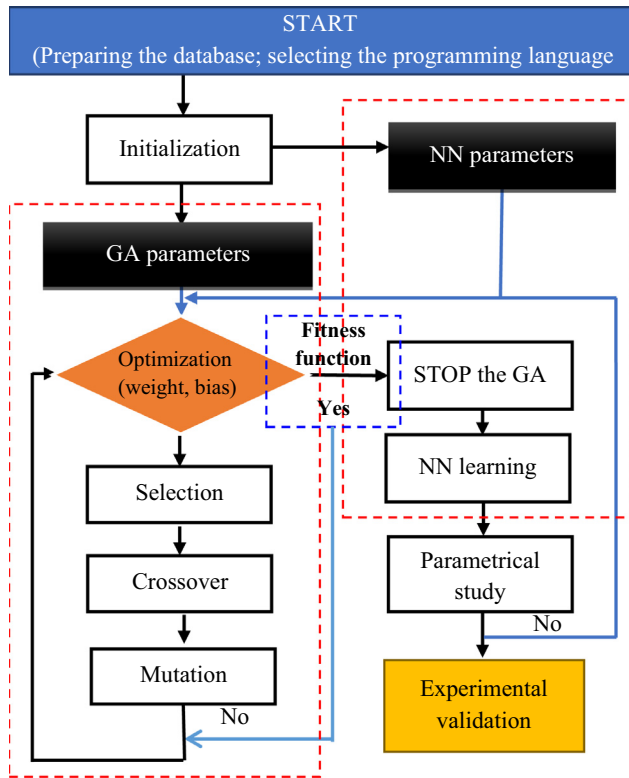 START
(Preparing the database; selecting the programming language
Initialization
NN parameters
GA parameters
Fitness
function
Optimization
(weight, bias)
STOP the GA
Yes
Selection
NN learning
Crossover
Parametrical
study
Mutation
No
No
Experimental
validation